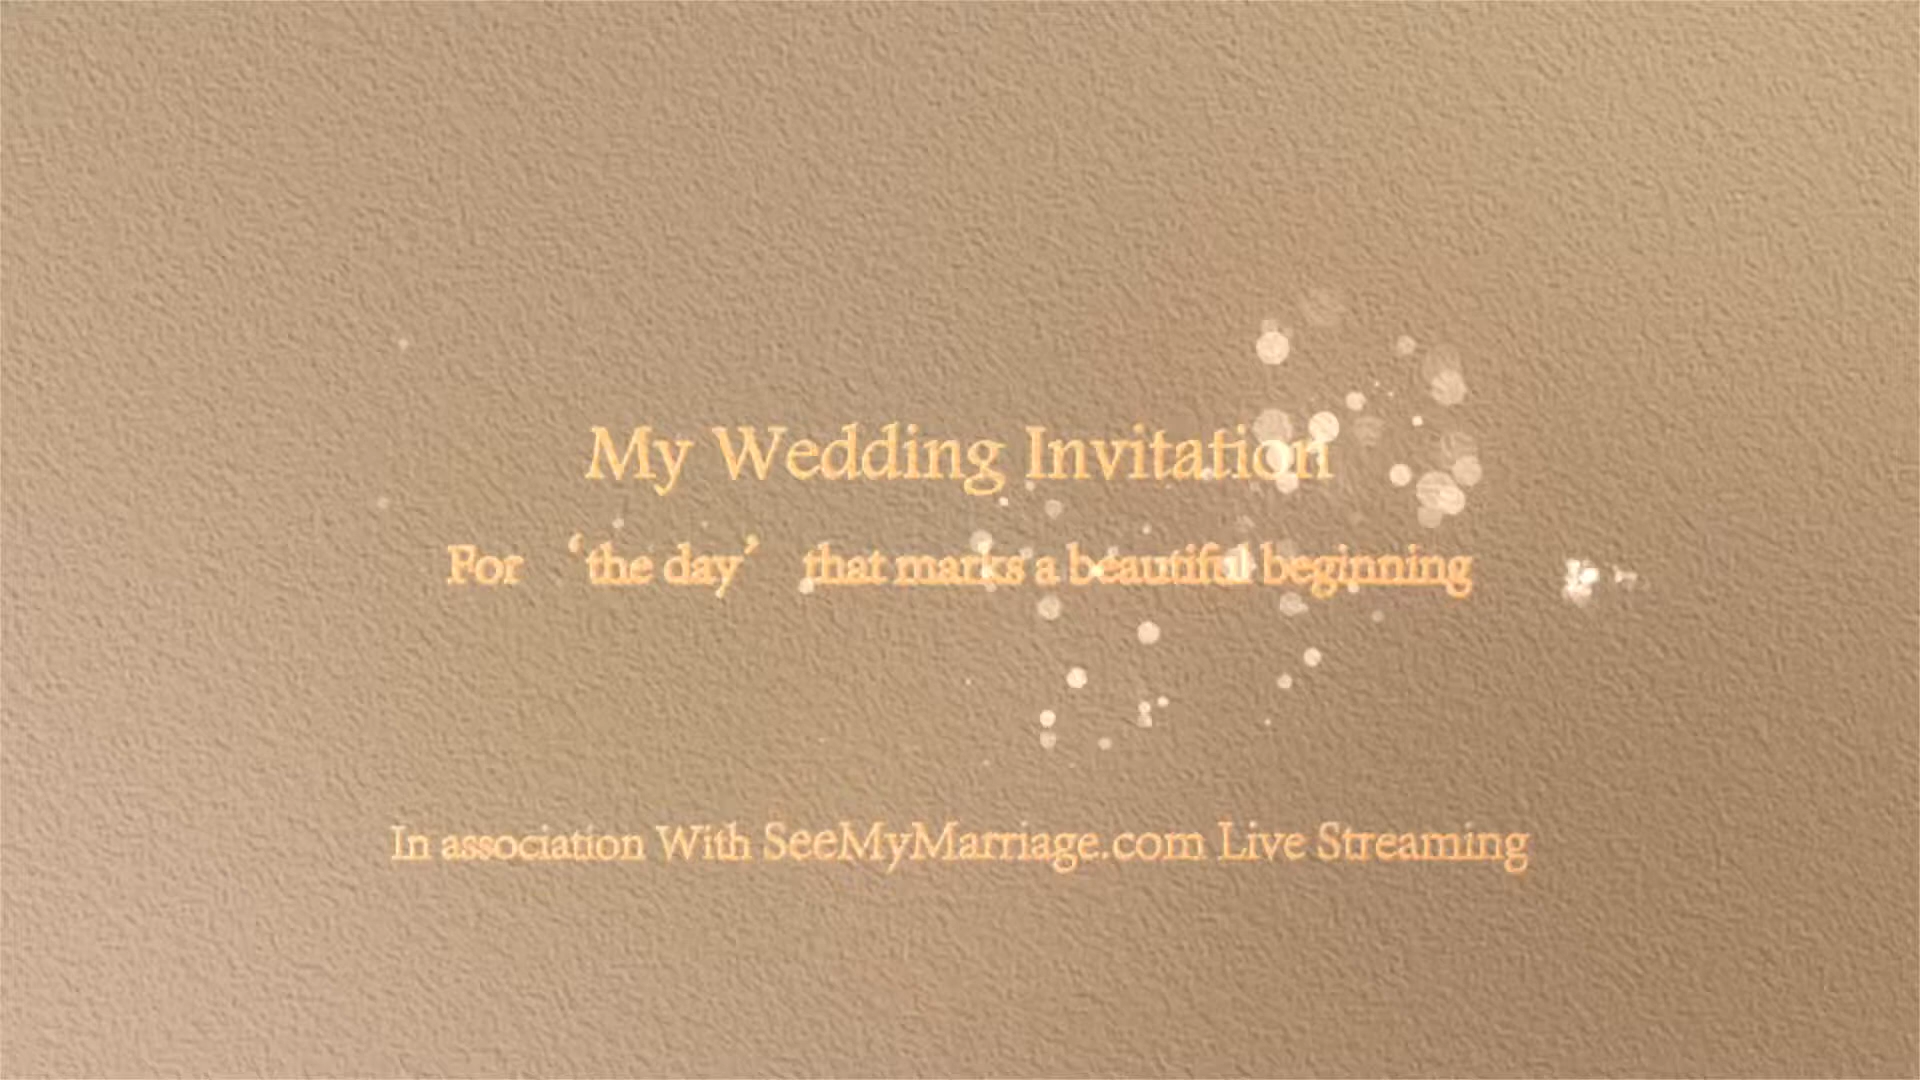 My Wedding Invitation
For ‘the day’ that marks a beautiful beginning
In association With SeeMyMarriage.com Live Streaming